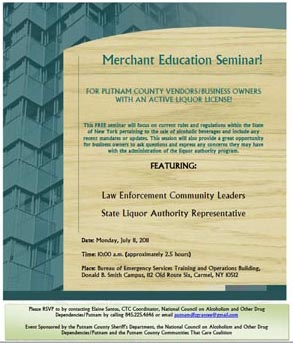 Merchant Education Seminar!
FOR PUTNAM COUNTY VENDORS/BUSINESS OWNERS
WITH AN ACTIVE LIQUOR LICENSE!
This FREE seminar will focus on current rules and regulations within the State
of New York pertaining to the sale of alcoholic beverages and include any
recent mandates or updates. This session will also provide a great opportunity
for business owners to ask questions and express any concerns they may have
with the administration of the liquor authority program.
FEATURING:
Law Enforcement Community Leaders
State Liquor Authority Representative
Date: Monday, July 11, 2011
Time: 10:00 a.m. (approximately 2.5 hours)
Place: Bureau of Emergency Services Training and Operations Building,
Donald B. Smith Campus, 112 Old Route Six, Carmel, NY 10512
Please RSVP to by contacting Elaine Santos, CTC Coordinator, National Council on Alcoholism and Other Drug
Dependencies/Putnam by calling 845.225.4646 or email
Event Sponsored by the Putnam County Sheriff's Department, the National Council on Alcoholism and Other Drug
Dependencies/Putnam and the Putnam County Communities That Care Coalition